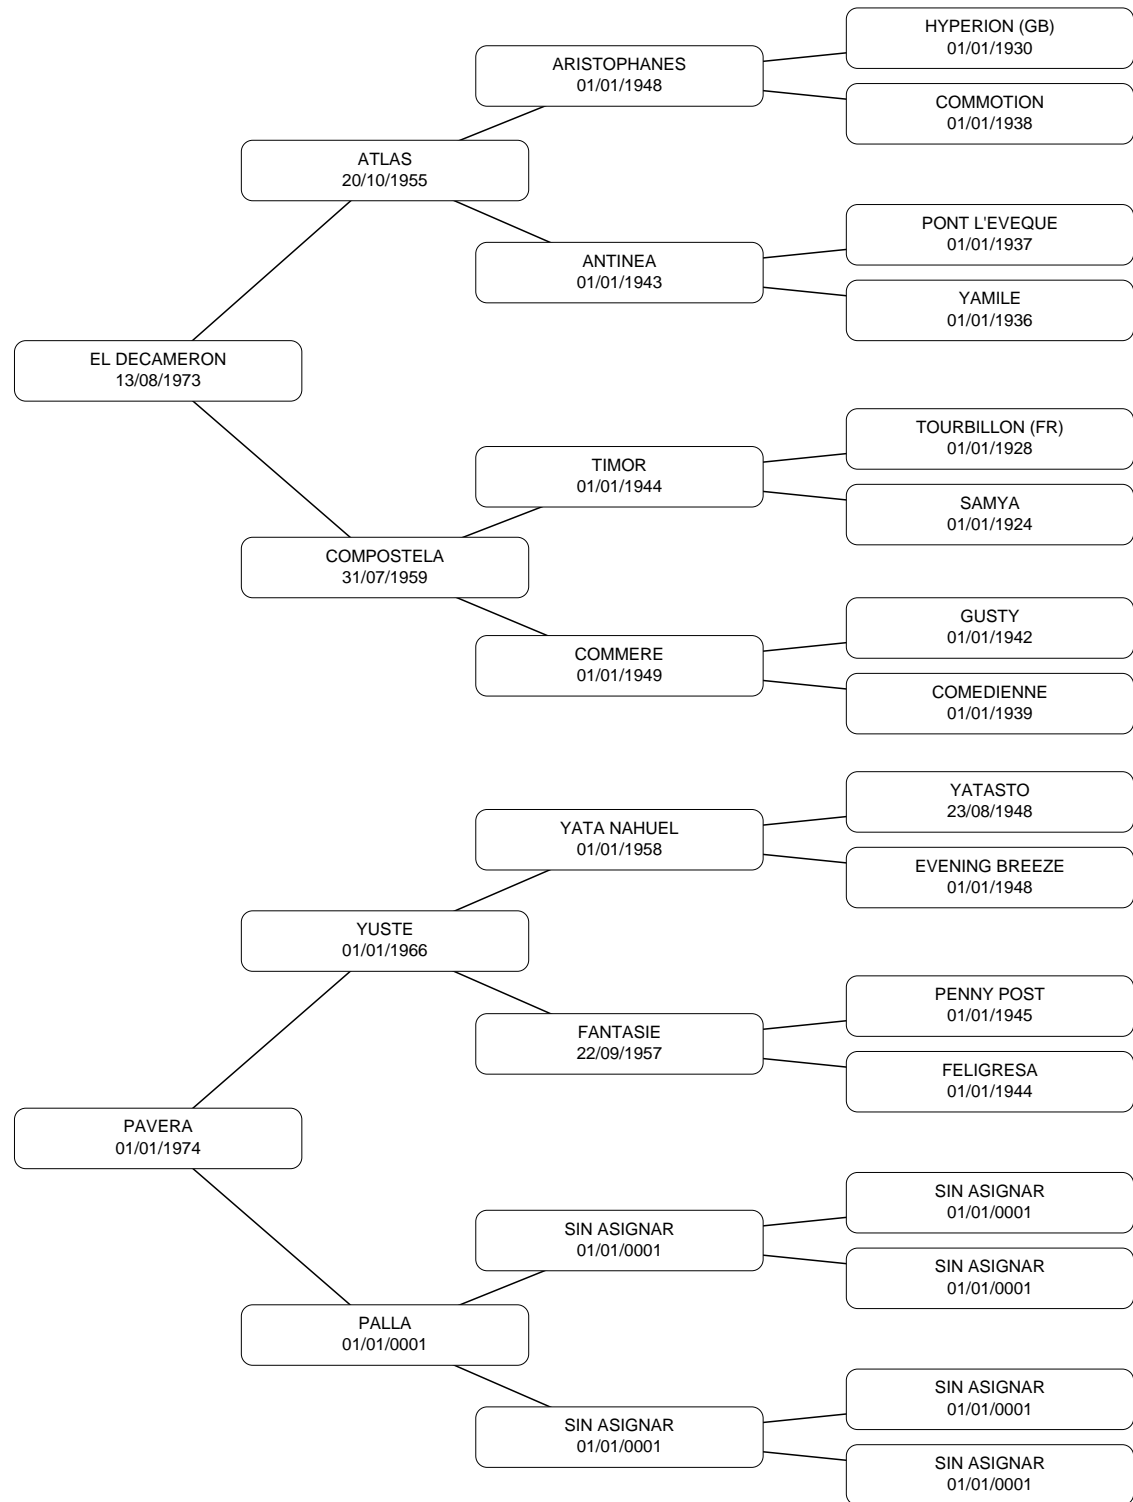 HYPERION (GB)
01/01/1930
ARISTOPHANES
01/01/1948
COMMOTION
01/01/1938
ATLAS
20/10/1955
PONT L'EVEQUE
01/01/1937
ANTINEA
01/01/1943
YAMILE
01/01/1936
EL DECAMERON
13/08/1973
TOURBILLON (FR)
01/01/1928
TIMOR
01/01/1944
SAMYA
01/01/1924
COMPOSTELA
31/07/1959
GUSTY
01/01/1942
COMMERE
01/01/1949
COMEDIENNE
01/01/1939
YATASTO
23/08/1948
YATA NAHUEL
01/01/1958
EVENING BREEZE
01/01/1948
YUSTE
01/01/1966
PENNY POST
01/01/1945
FANTASIE
22/09/1957
FELIGRESA
01/01/1944
PAVERA
01/01/1974
SIN ASIGNAR
01/01/0001
SIN ASIGNAR
01/01/0001
SIN ASIGNAR
01/01/0001
PALLA
01/01/0001
SIN ASIGNAR
01/01/0001
SIN ASIGNAR
01/01/0001
SIN ASIGNAR
01/01/0001